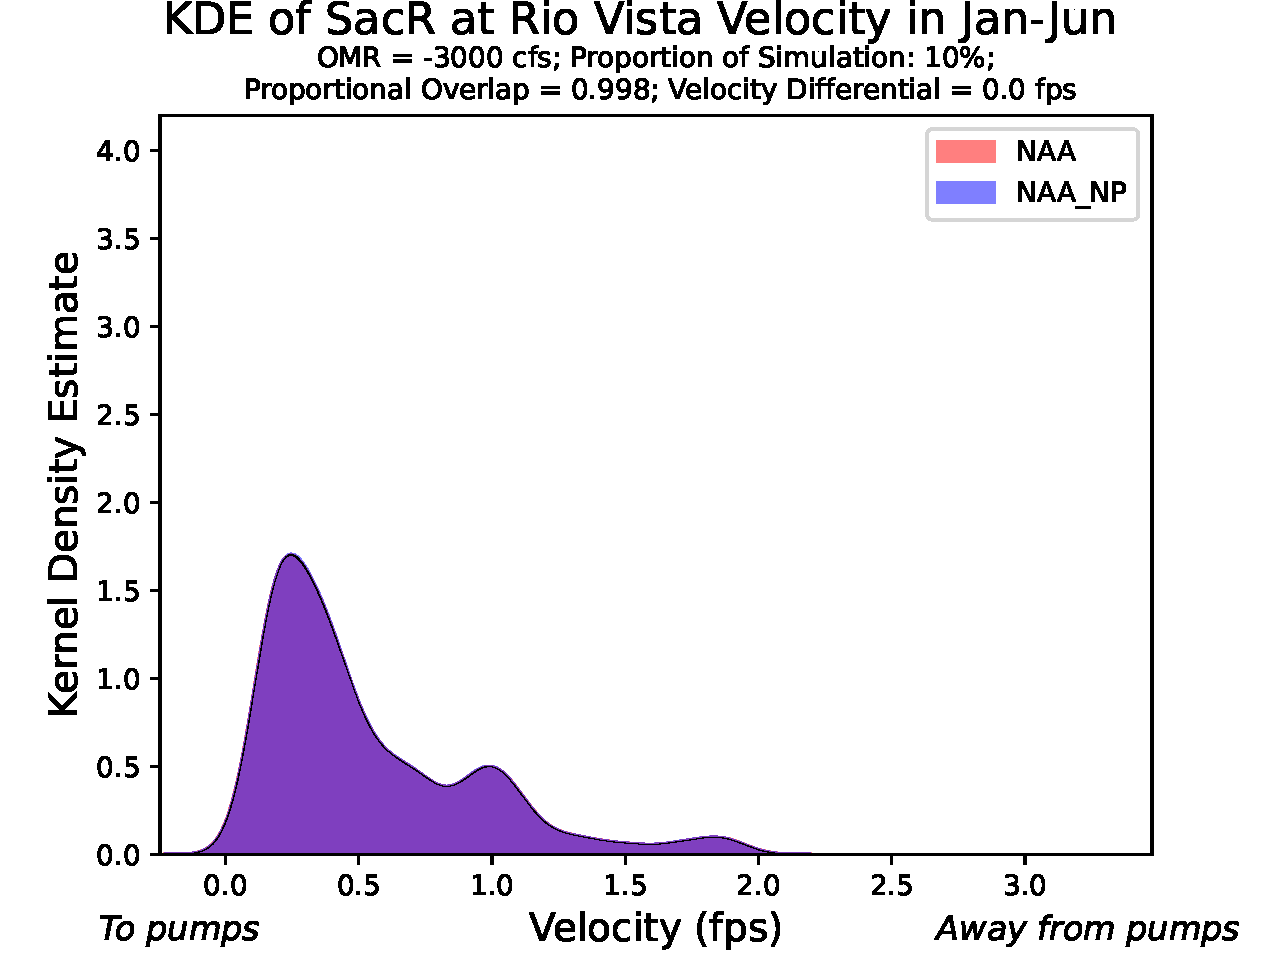 KDE of SacR at Rio Vista Velocity in Jan-Jun
OMR = -3000 cfs; Proportion of Simulation: 10%;
Proportional Overlap = 0.998; Velocity Differential = 0.0 fps
NAA
NAA_NP
4.0
3.5
3.0
2.5
2.0
1.5
1.0
0.5
0.0
Kernel Density Estimate
0.0 0.5 1.0 1.5 2.0 2.5 3.0
To pumps Velocity (fps) Away from pumps